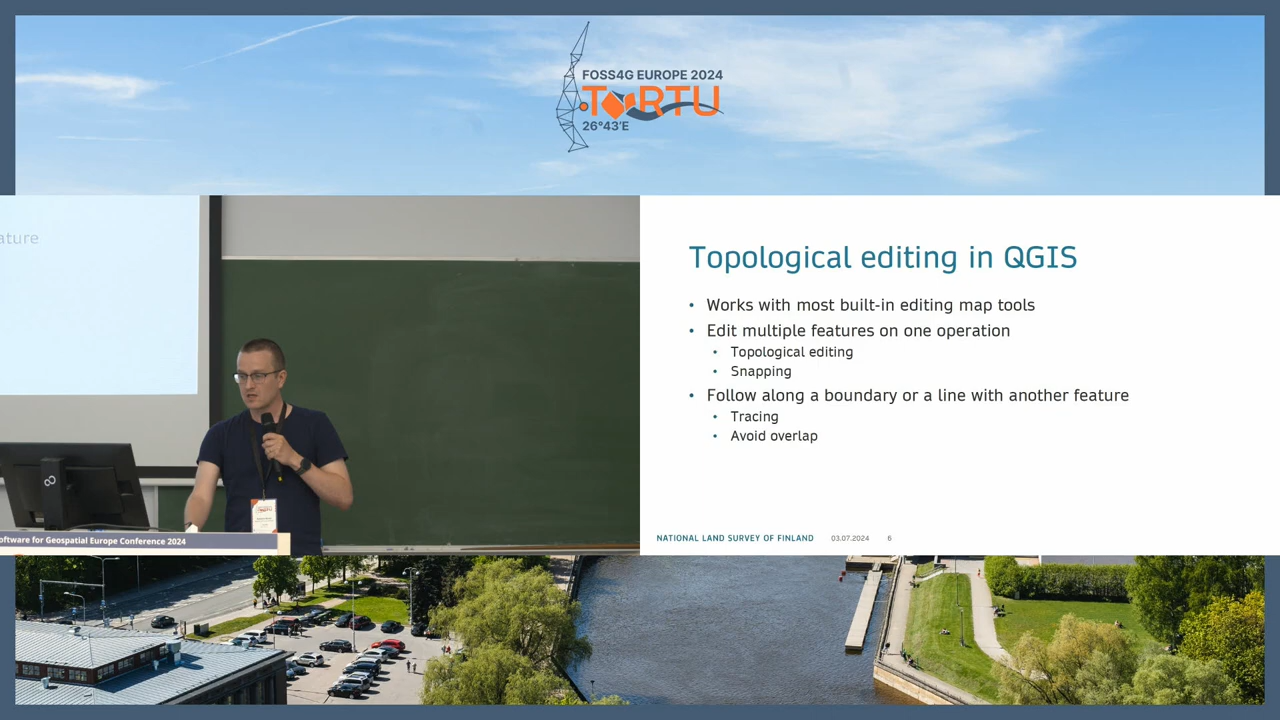 FOSS4G EUROPE 2024
TORTU
26°43'E
ature
oftware for Geospatial Europe Conference 2024
Topological editing in QGIS
• Works with most built-in editing map tools
• Edit multiple features on one operation
• Topological editing
• Snapping
• Follow along a boundary or a line with another feature
• Tracing
• Avoid overlap
NATIONAL LAND SURVEY OF FINLAND 03.07.2024 6